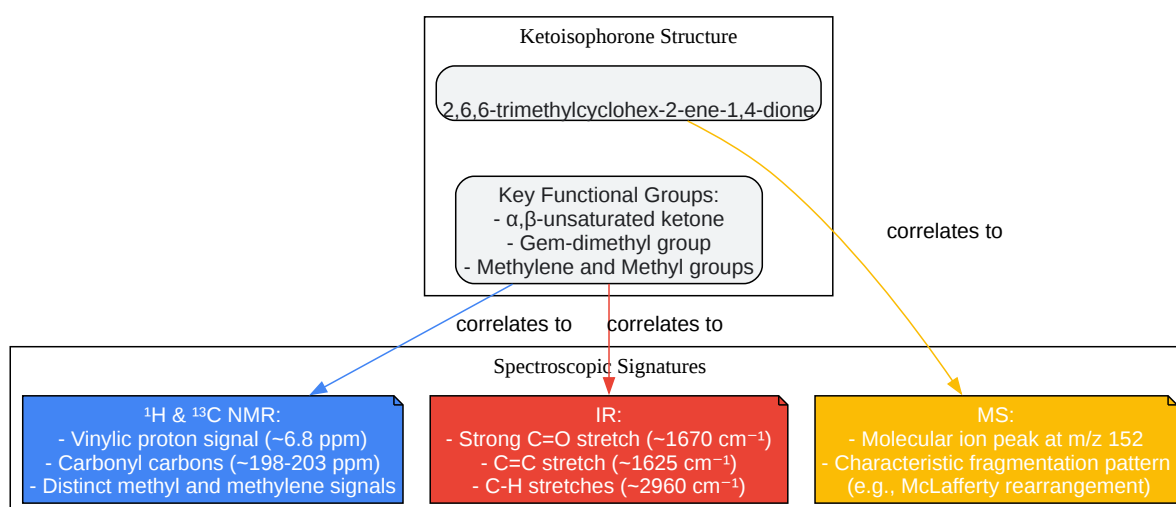 Ketoisophorone Structure
2,6,6-trimethylcyclohex-2-ene-1,4-dione
Key Functional Groups:
- α,β-unsaturated ketone
- Gem-dimethyl group
- Methylene and Methyl groups
correlates to
correlates to
correlates to
Spectroscopic Signatures
¹H & ¹³C NMR:
- Vinylic proton signal (~6.8 ppm)
- Carbonyl carbons (~198-203 ppm)
- Distinct methyl and methylene signals
IR:
- Strong C=O stretch (~1670 cm⁻¹)
- C=C stretch (~1625 cm⁻¹)
- C-H stretches (~2960 cm⁻¹)
MS:
- Molecular ion peak at m/z 152
- Characteristic fragmentation pattern
(e.g., McLafferty rearrangement)